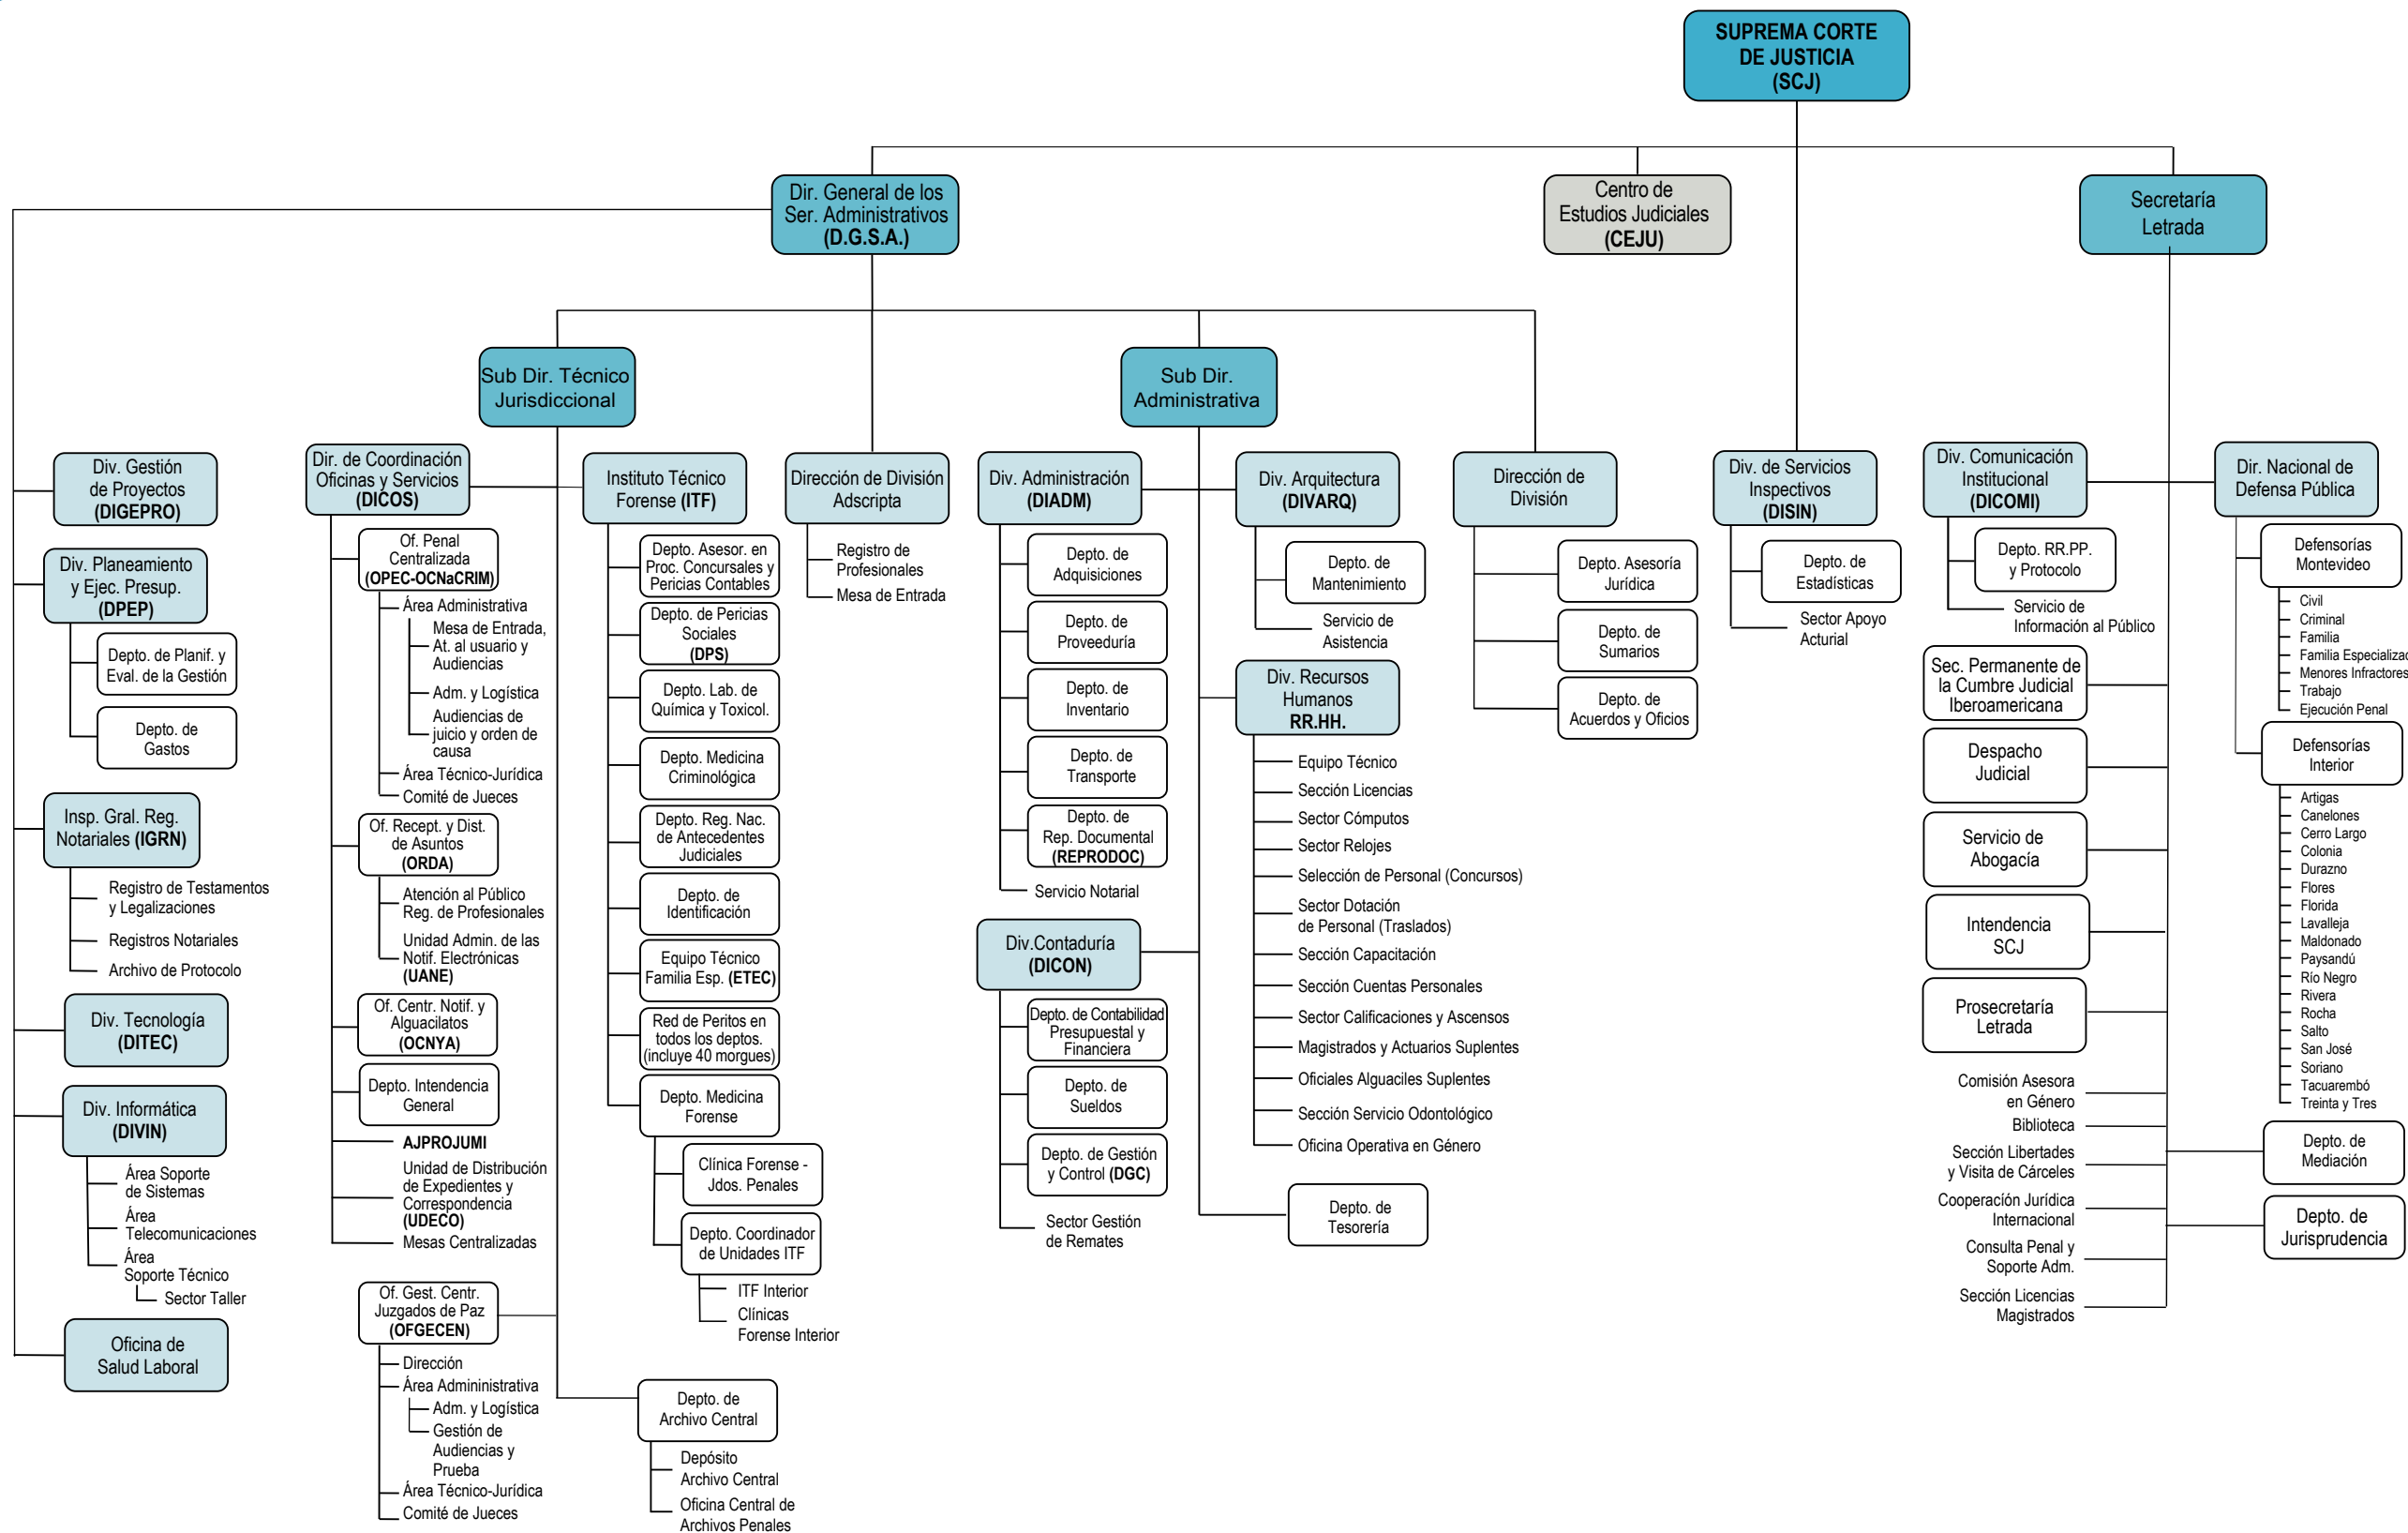 SUPREMA CORTE
DE JUSTICIA
(SCJ)
Dir. General de los
Ser. Administrativos
(D.G.S.A.)
Centro de
Estudios Judiciales
(CEJU)
Secretaría
Letrada
Sub Dir. Técnico
Jurisdiccional
Sub Dir.
Administrativa
Div. Gestión
de Proyectos
(DIGEPRO)
Div. Planeamiento
y Ejec. Presup.
(DPEP)
Depto. de Planif. y
Eval. de la Gestión
Depto. de
Gastos
Insp. Gral. Reg.
Notariales (IGRN)
Registro de Testamentos
y Legalizaciones
Registros Notariales
Archivo de Protocolo
Div. Tecnología
(DITEC)
Div. Informática
(DIVIN)
Área Soporte
de Sistemas
Área
Telecomunicaciones
Área
Soporte Técnico
Sector Taller
Oficina de
Salud Laboral
Dir. de Coordinación
Oficinas y Servicios
(DICOS)
Of. Penal
Centralizada
(OPEC-OCNaCRIM)
Área Administrativa
Mesa de Entrada,
At. al usuario y
Audiencias
Adm. y Logística
Audiencias de
juicio y orden de
causa
Área Técnico-Jurídica
Comité de Jueces
Of. Recept. y Dist.
de Asuntos
(ORDA)
Atención al Público
Reg. de Profesionales
Unidad Admin. de las
Notif. Electrónicas
(UANE)
Of. Centr. Notif. y
Alguacilatos
(OCNYA)
Depto. Intendencia
General
AJPROJUMI
Unidad de Distribución
de Expedientes y
Correspondencia
(UDECO)
Mesas Centralizadas
Of. Gest. Centr.
Juzgados de Paz
(OFGECEN)
Dirección
Área Admininistrativa
Adm. y Logística
Gestión de
Audiencias y
Prueba
Área Técnico-Jurídica
Comité de Jueces
Instituto Técnico
Forense (ITF)
Depto. Asesor. en
Proc. Concursales y
Pericias Contables
Depto. de Pericias
Sociales
(DPS)
Depto. Lab. de
Química y Toxicol.
Depto. Medicina
Criminológica
Depto. Reg. Nac.
de Antecedentes
Judiciales
Depto. de
Identificación
Equipo Técnico
Familia Esp. (ETEC)
Red de Peritos en
todos los deptos.
(incluye 40 morgues)
Depto. Medicina
Forense
Clínica Forense -
Jdos. Penales
Depto. Coordinador
de Unidades ITF
ITF Interior
Clínicas
Forense Interior
Depto. de
Archivo Central
Depósito
Archivo Central
Oficina Central de
Archivos Penales
Dirección de División
Adscripta
Registro de
Profesionales
Mesa de Entrada
Div. Administración
(DIADM)
Depto. de
Adquisiciones
Depto. de
Proveeduría
Depto. de
Inventario
Depto. de
Transporte
Depto. de
Rep. Documental
(REPRODOC)
Servicio Notarial
Div.Contaduría
(DICON)
Depto. de Contabilidad
Presupuestal y
Financiera
Depto. de
Sueldos
Depto. de Gestión
y Control (DGC)
Sector Gestión
de Remates
Div. Arquitectura
(DIVARQ)
Depto. de
Mantenimiento
Servicio de
Asistencia
Div. Recursos
Humanos
RR.HH.
Equipo Técnico
Sección Licencias
Sector Cómputos
Sector Relojes
Selección de Personal (Concursos)
Sector Dotación
de Personal (Traslados)
Sección Capacitación
Sección Cuentas Personales
Sector Calificaciones y Ascensos
Magistrados y Actuarios Suplentes
Oficiales Alguaciles Suplentes
Sección Servicio Odontológico
Oficina Operativa en Género
Depto. de
Tesorería
Dirección de
División
Depto. Asesoría
Jurídica
Depto. de
Sumarios
Depto. de
Acuerdos y Oficios
Div. de Servicios
Inspectivos
(DISIN)
Depto. de
Estadísticas
Sector Apoyo
Acturial
Div. Comunicación
Institucional
(DICOMI)
Depto. RR.PP.
y Protocolo
Servicio de
Información al Público
Sec. Permanente de
la Cumbre Judicial
Iberoamericana
Despacho
Judicial
Servicio de
Abogacía
Intendencia
SCJ
Prosecretaría
Letrada
Comisión Asesora
en Género
Biblioteca
Sección Libertades
y Visita de Cárceles
Cooperacíón Jurídica
Internacional
Consulta Penal y
Soporte Adm.
Sección Licencias
Magistrados
Dir. Nacional de
Defensa Pública
Defensorías
Montevideo
Civil
Criminal
Familia
Familia Especializad
Menores Infractores
Trabajo
Ejecución Penal
Defensorías
Interior
Artigas
Canelones
Cerro Largo
Colonia
Durazno
Flores
Florida
Lavalleja
Maldonado
Paysandú
Río Negro
Rivera
Rocha
Salto
San José
Soriano
Tacuarembó
Treinta y Tres
Depto. de
Mediación
Depto. de
Jurisprudencia